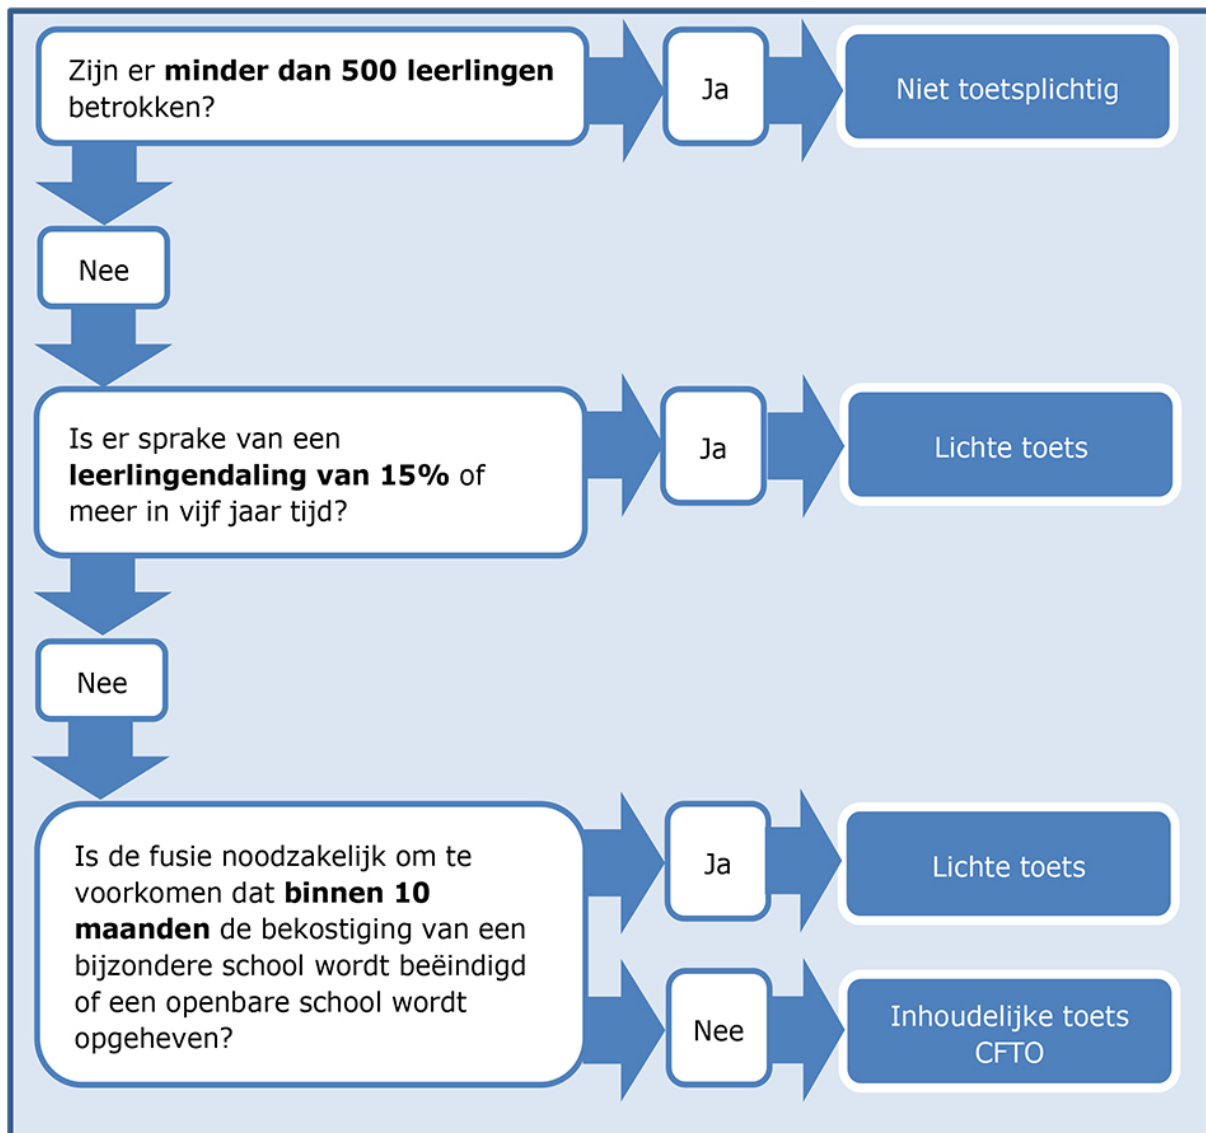 Zijn er minder dan 500 leerlingen
betrokken?
Ja
Niet toetsplichtig
Nee
Is er sprake van een
leerlingendaling van 15% of
meer in vijf jaar tijd?
Ja
Lichte toets
Nee
Is de fusie noodzakelijk om te
voorkomen dat binnen 10
maanden de bekostiging van een
bijzondere school wordt beëindigd
of een openbare school wordt
opgeheven?
Ja
Lichte toets
Nee
Inhoudelijke toets
CFTO